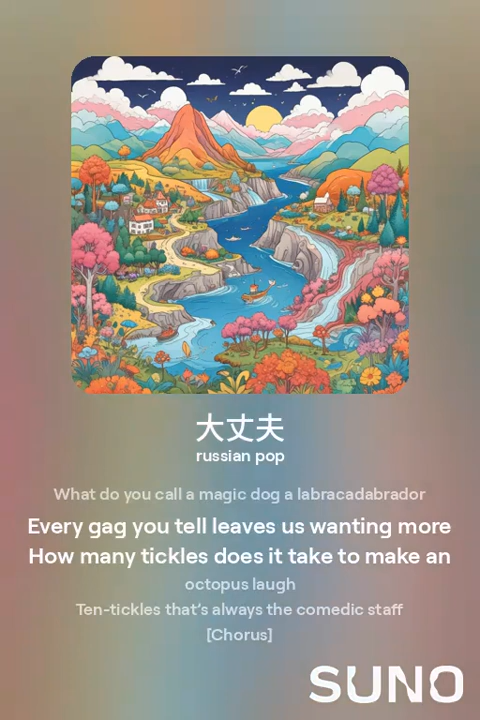 大丈夫
russian pop
What do you call a magic dog a labracadabrador
Every gag you tell leaves us wanting more
How many tickles does it take to make an
octopus laugh
Ten-tickles that's always the comedic staff
[Chorus]
SUNO